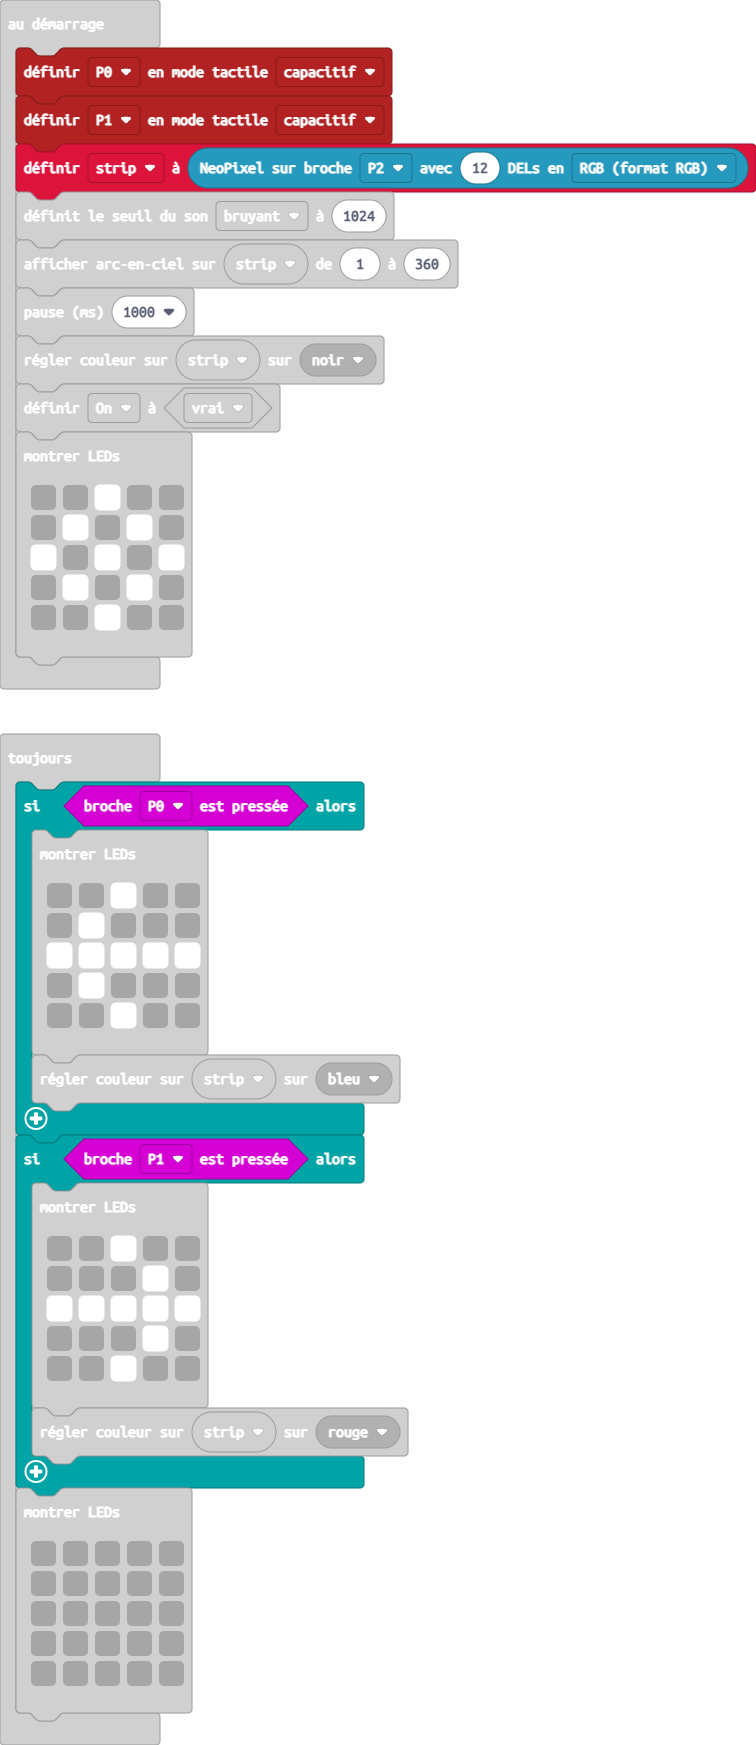 au démarrage
définir P0 en mode tactile capacitif
définir P1 en mode tactile capacitif
définir strip à NeoPixel sur broche P2 avec 12 DELs en RGB (format RGB)
définit le seuil du son bruyant à 1024
afficher arc-en-ciel sur strip de 1 à 360
pause (ms) 1000
régler couleur sur strip sur noir
définir On à vrai
montrer LEDs
toujours
si broche P0 est pressée alors
montrer LEDs
régler couleur sur strip sur bleu
si broche P1 est pressée alors
montrer LEDs
régler couleur sur strip sur rouge
montrer LEDs